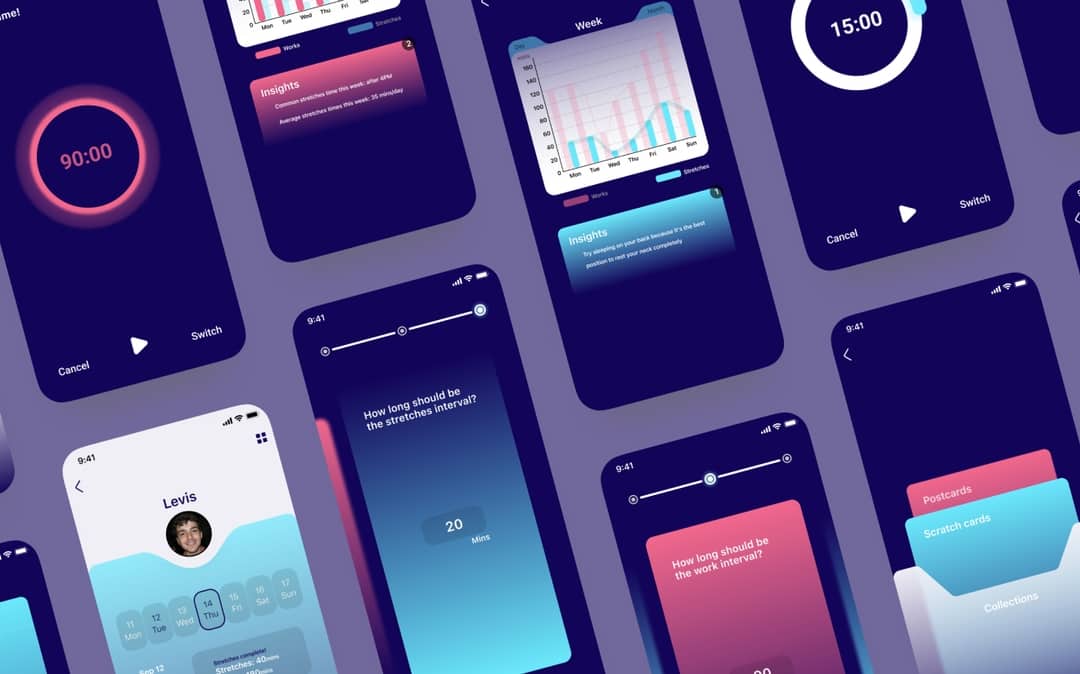 me!
90:00
Cancel
Switch
20
0
Mon
Tue
Wed
Thu
Fri
Sat
Sun
Works
Stretches
2
Insights
Common stretches time this week: after 4PM
Average stretches times this week: 35 mins/day
Week
Day
Month
mins
160
140
120
100
80
60
40
20
0
Mon
Tue
Wed
Thu
Fri
Sat
Sun
Works
Stretches
1
Insights
Try sleeping on your back because it's the best
position to rest your neck completely
15:00
Cancel
Switch
9:41
Levis
11
Mon
12
Tue
13
Wed
14
Thu
15
Fri
16
Sat
17
Sun
Sep 12
Stretches complete!
Stretches: 40mins
9:41
How long should be
the stretches interval?
20
Mins
9:41
How long should be
the work interval?
9:41
Postcards
Scratch cards
Collections